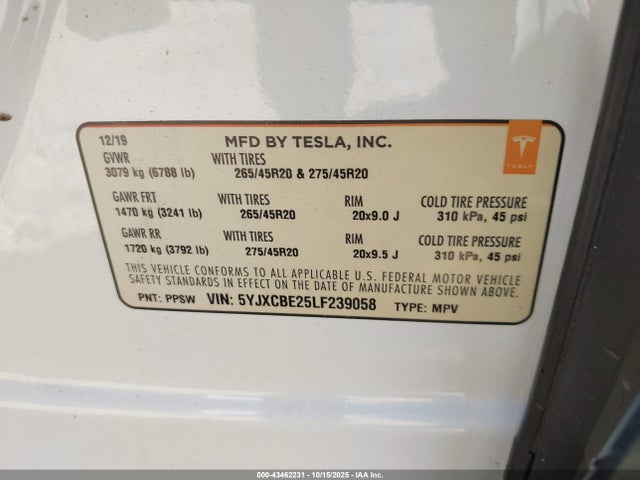 12/19 MFD BY TESLA, INC.
GVWR WITH TIRES
3079 kg (6788 lb) 265/45R20 & 275/45R20
TESLA
GAWR FRT WITH TIRES RIM COLD TIRE PRESSURE
1470 kg (3241 lb) 265/45R20 20x9.0 J 310 kPa, 45 psi
GAWR RR WITH TIRES RIM COLD TIRE PRESSURE
1720 kg (3792 lb) 275/45R20 20x9.5 J 310 kPa, 45 psi
THIS VEHICLE CONFORMS TO ALL APPLICABLE U.S. FEDERAL MOTOR VEHICLE
SAFETY STANDARDS IN EFFECT ON THE DATE OF MANUFACTURE SHOWN ABOVE.
PNT: PPSW VIN: 5YJXCBE25LF239058 TYPE: MPV
000-43462231 - 10/15/2025 - IAAI Inc.